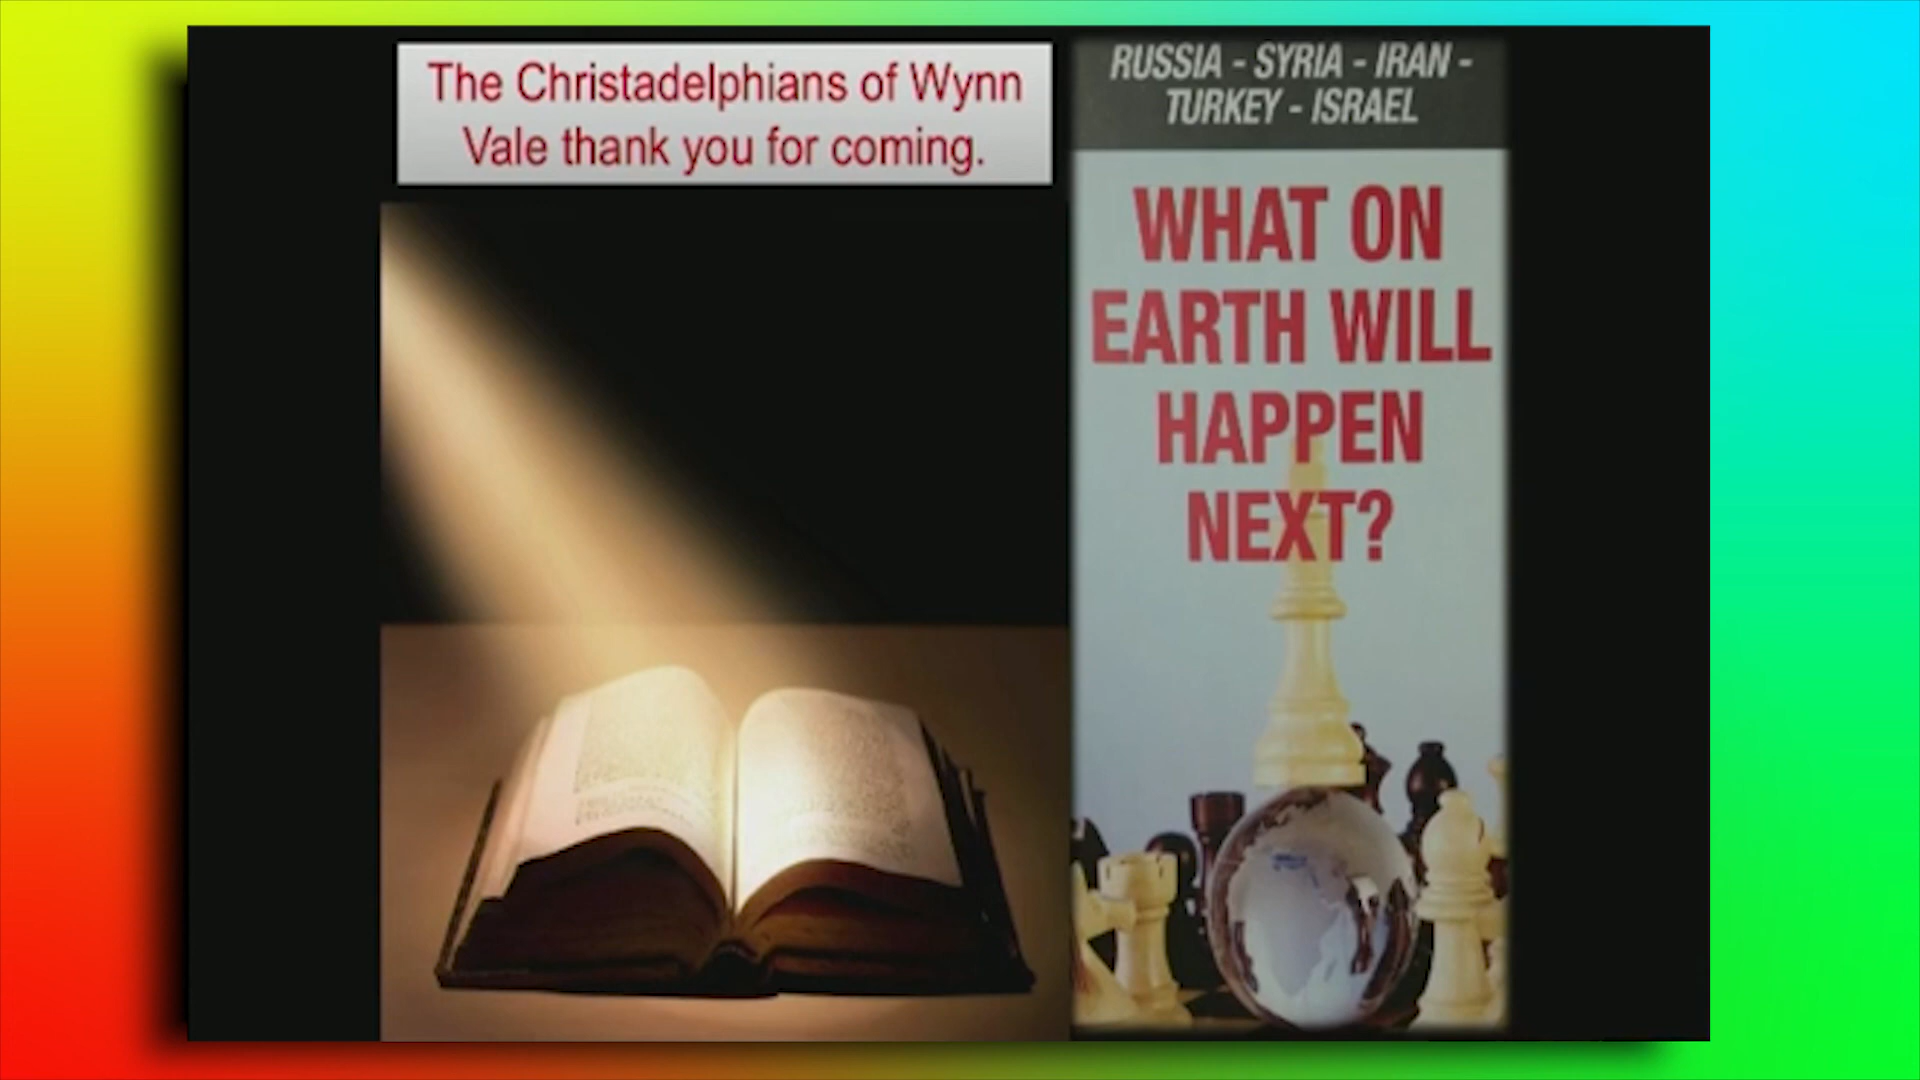 The Christadelphians of Wynn
Vale thank you for coming.
RUSSIA - SYRIA - IRAN -
TURKEY - ISRAEL
WHAT ON
EARTH WILL
HAPPEN
NEXT?